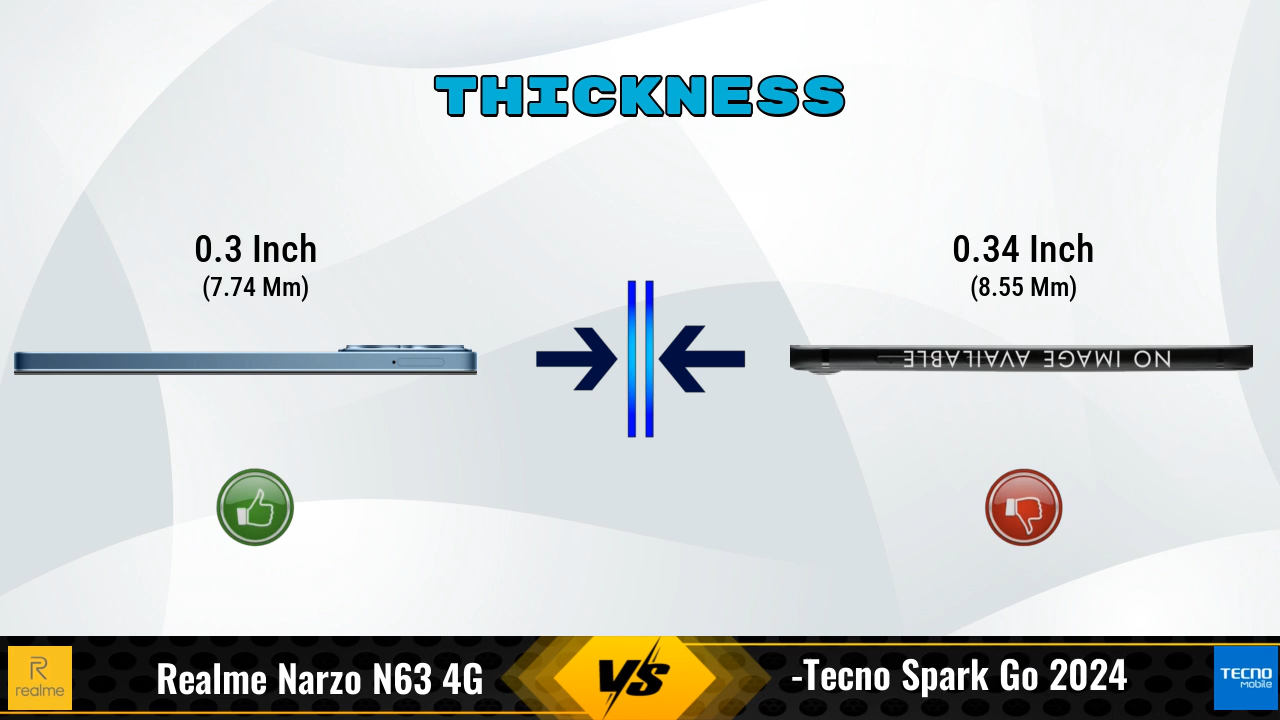 THICKNESS
0.3 Inch
(7.74 Mm)
0.34 Inch
(8.55 Mm)
NO IMAGE AVAILABLE
R
realme
Realme Narzo N63 4G
VS
-Tecno Spark Go 2024
TECNO
mobile